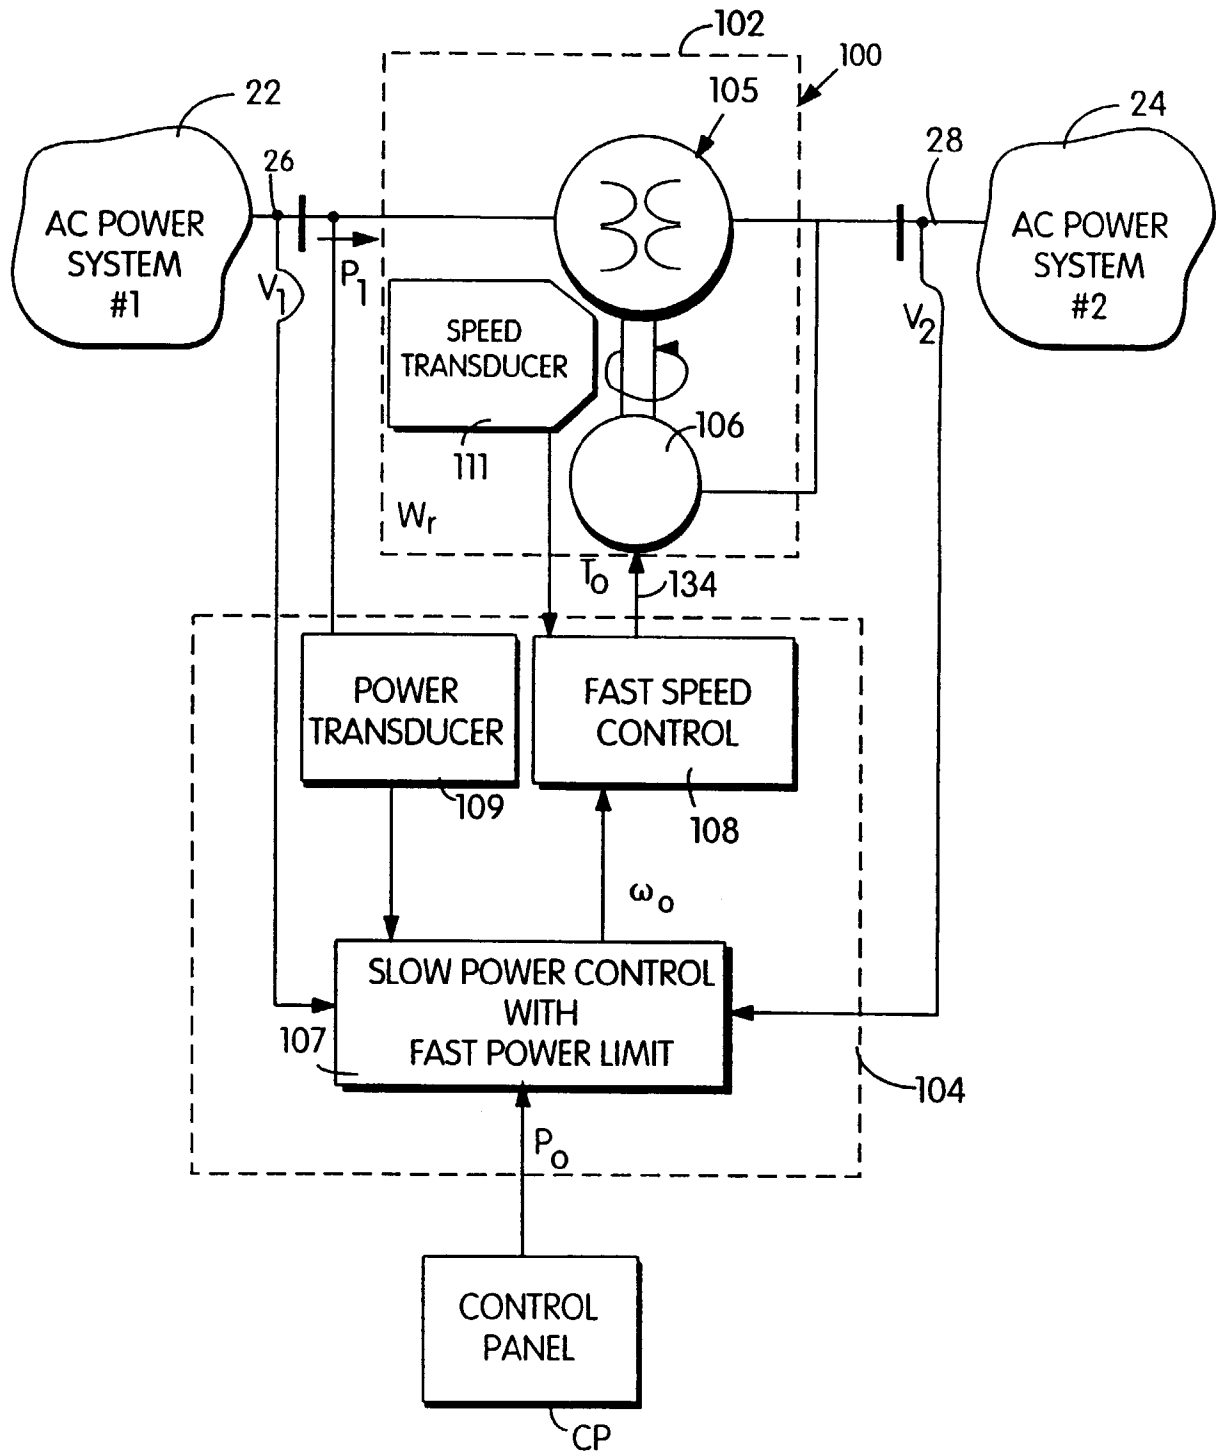 102
100
105
22
24
26
28
AC POWER
SYSTEM
#1
AC POWER
SYSTEM
#2
V1
P1
V2
SPEED
TRANSDUCER
111
106
Wr
To
134
POWER
TRANSDUCER
109
FAST SPEED
CONTROL
108
ωo
SLOW POWER CONTROL
WITH
FAST POWER LIMIT
107
104
Po
CONTROL
PANEL
CP